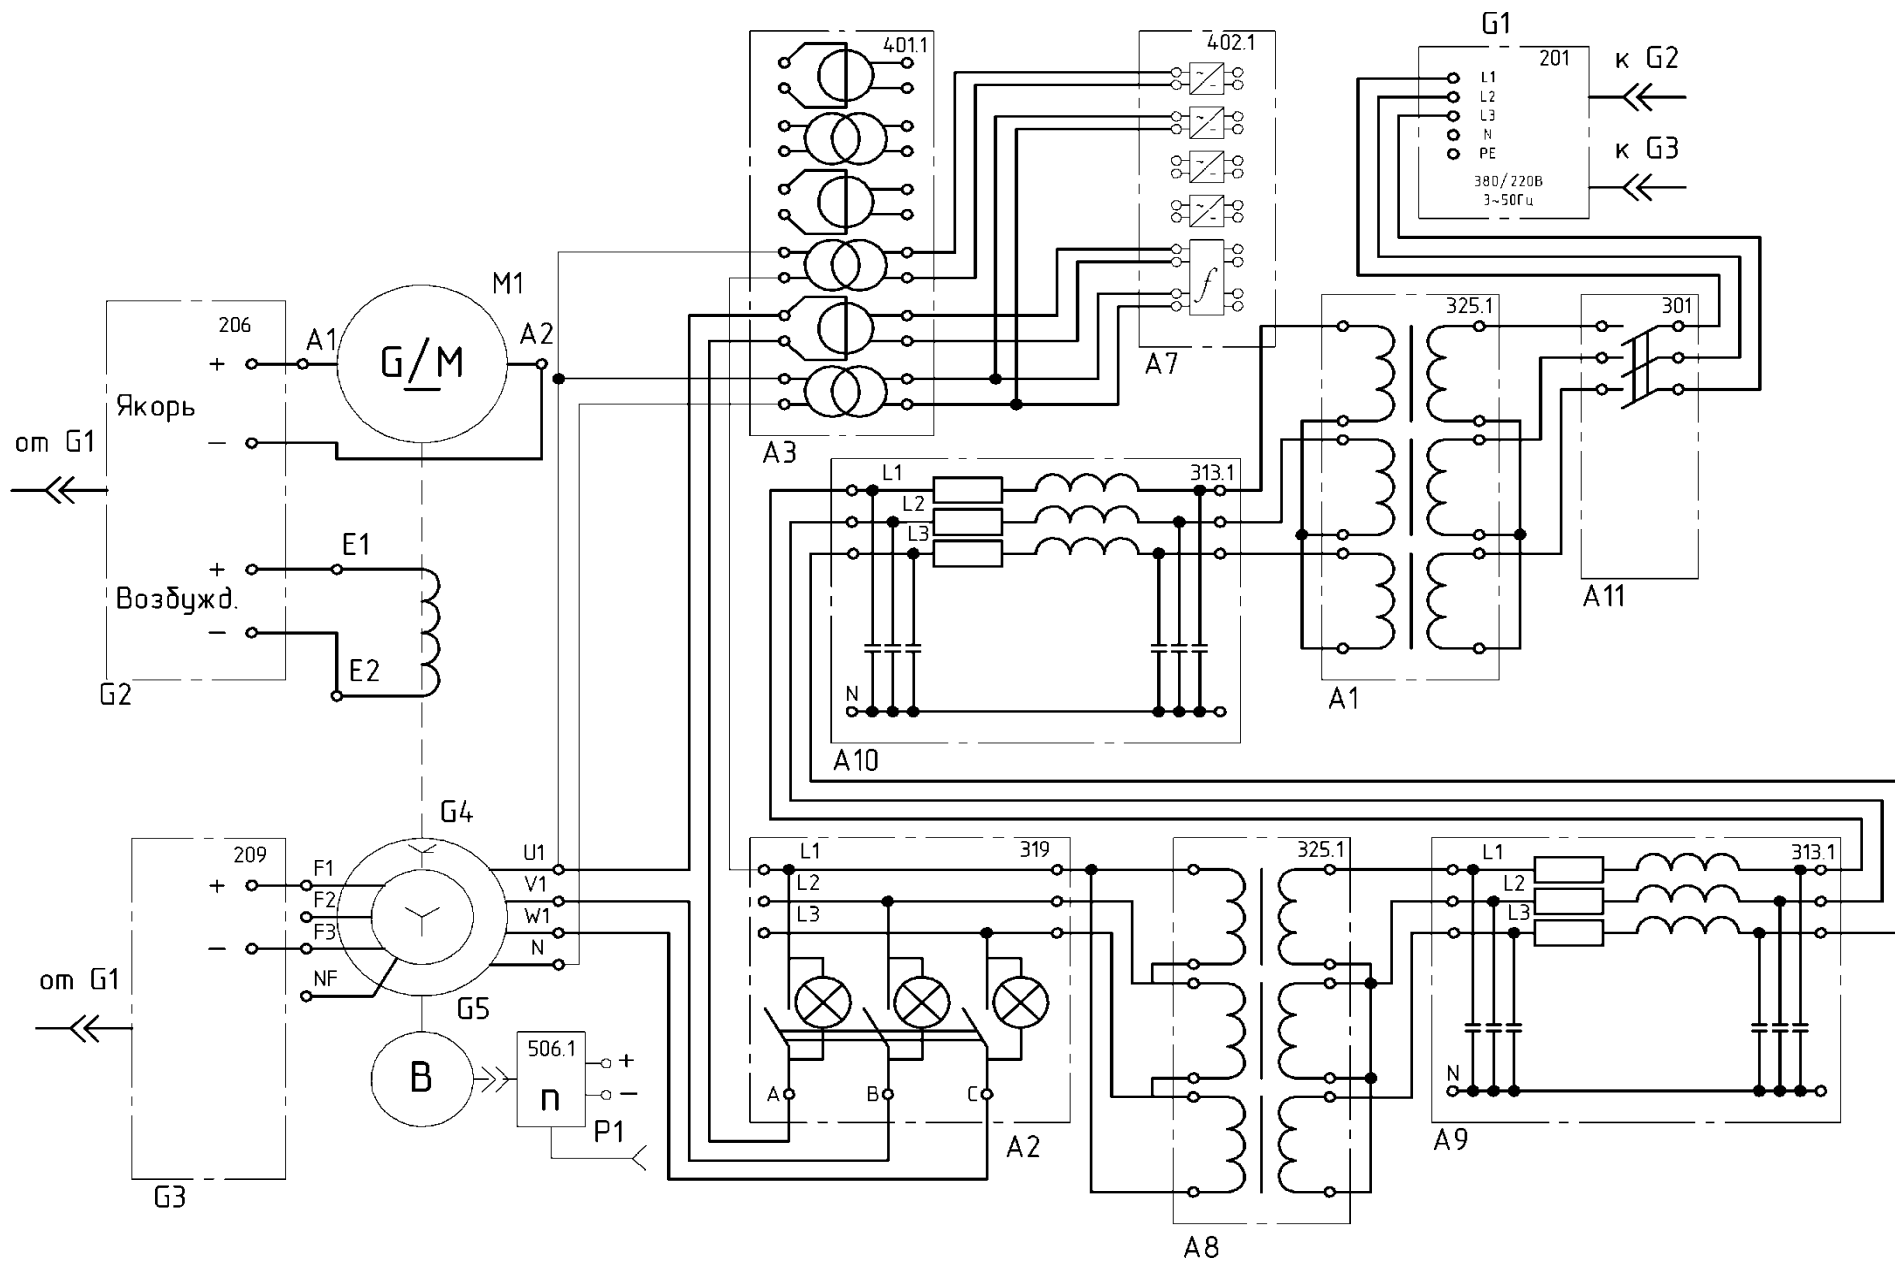 G1
401.1
402.1
201
к G2
L1
L2
L3
N
PE
к G3
380/220В
3~50Гц
~
-
~
-
~
-
~
-
f
M1
206
A1
A2
G/M
+
Якорь
-
от G1
A3
A7
325.1
301
L1
313.1
L2
L3
E1
+
Возбужд.
-
E2
G2
N
A10
A1
A11
G4
209
U1
L1
319
325.1
L1
313.1
F1
V1
L2
L2
+
F2
W1
L3
L3
F3
N
-
NF
от G1
G5
506.1
+
B
n
-
A
B
C
N
P1
A2
A9
G3
A8